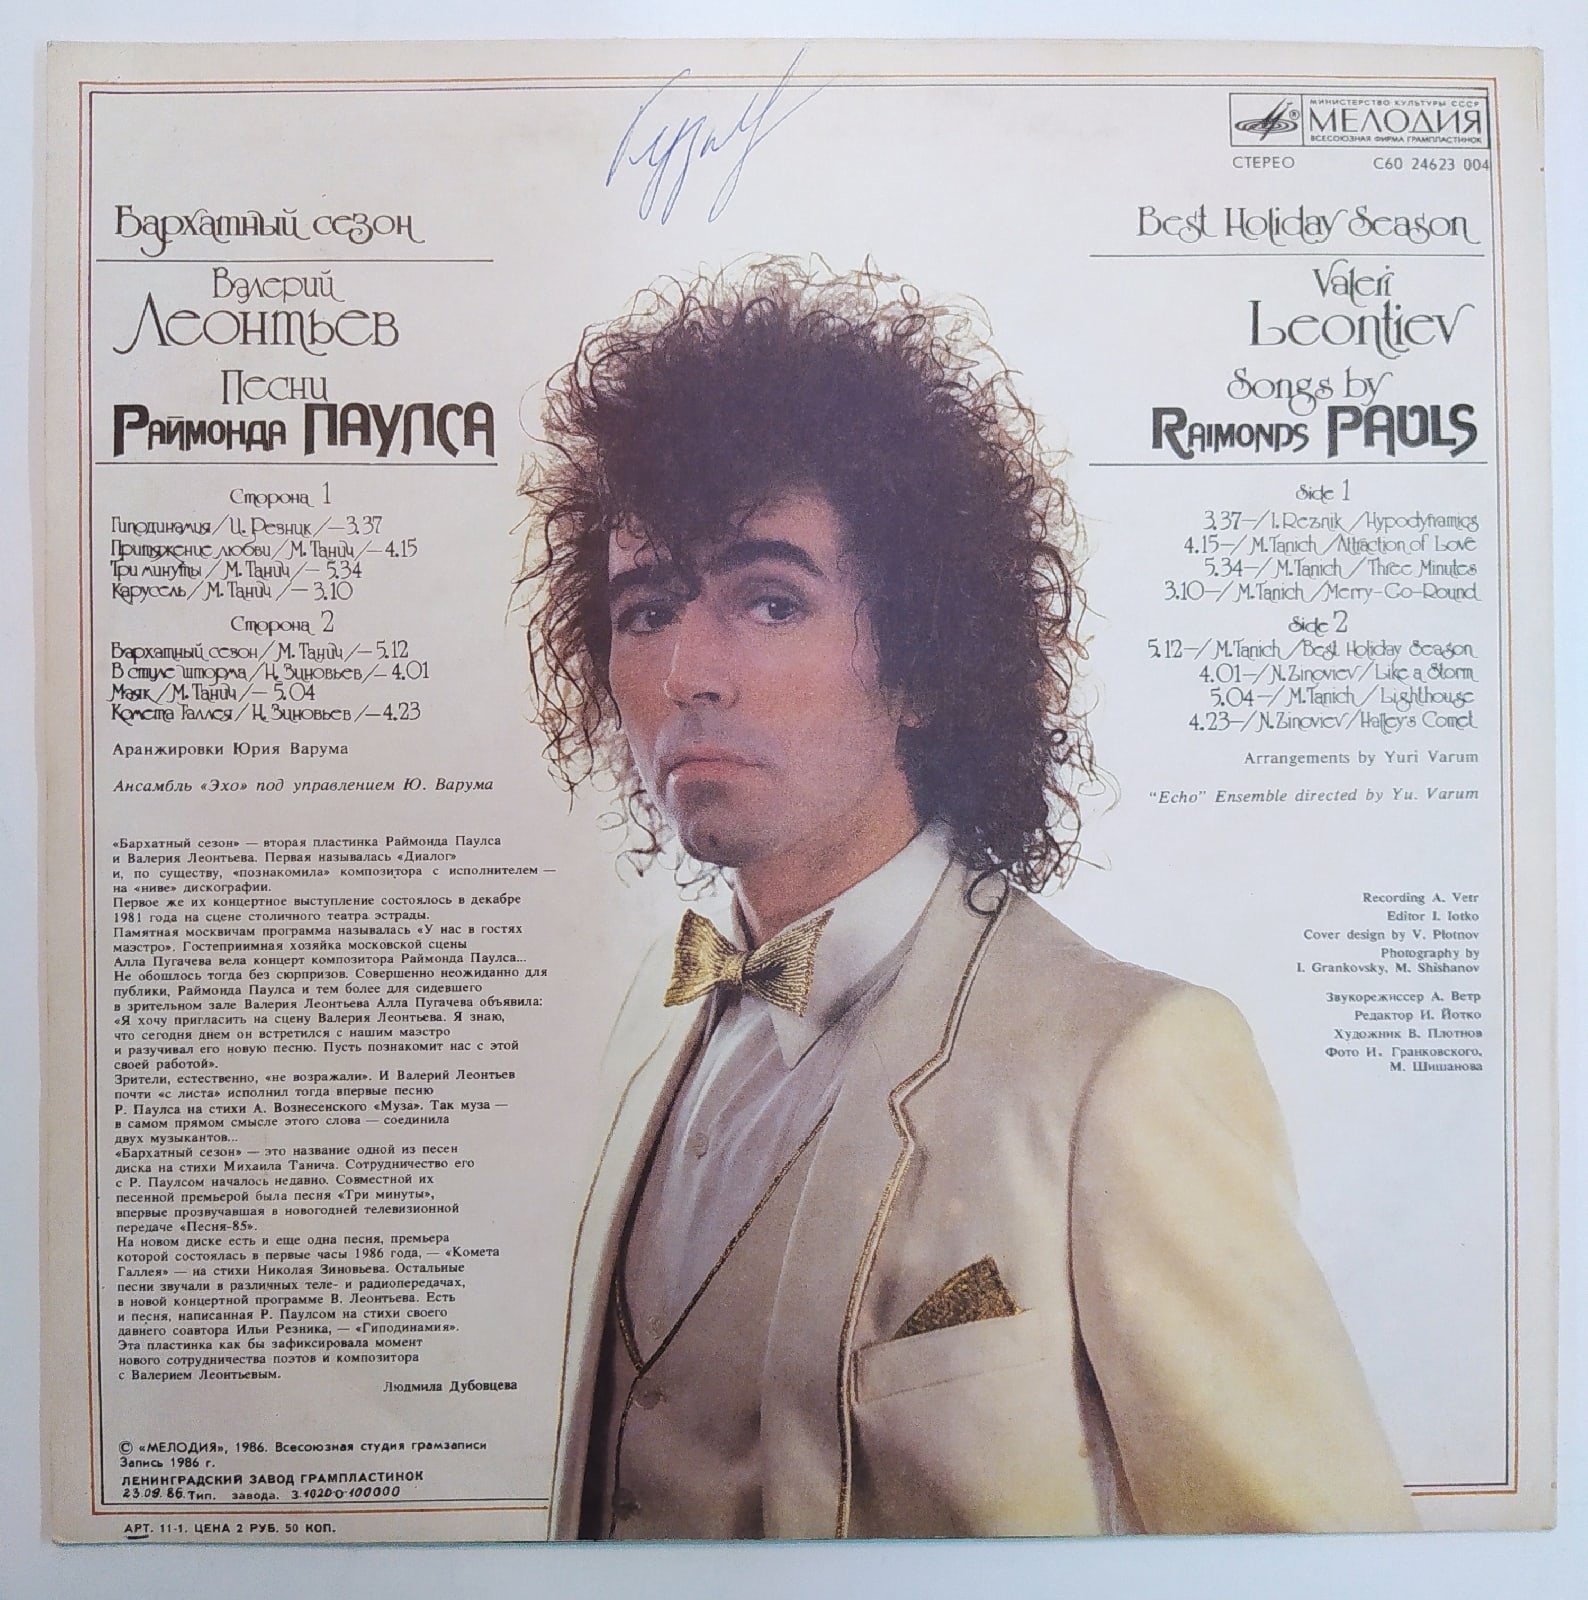 МИНИСТЕРСТВО КУЛЬТУРЫ СССР
МЕЛОДИЯ
ВСЕСОЮЗНАЯ ФИРМА ГРАМПЛАСТИНОК
СТЕРЕО С60 24623 004
Бархатный сезон
Валерий
Леонтьев
Песни
Раймонда ПАУЛСА
Сторона 1
Гиподинамия/И. Резник/—3.37
Притяжение любви/М. Танич/—4.15
Три минуты/М. Танич/—5.34
Карусель/М. Танич/—3.10
Сторона 2
Бархатный сезон/М. Танич/—5.12
В стиле шторма/Н. Зиновьев/—4.01
Маяк/М. Танич/—5.04
Комета Галлея/Н. Зиновьев/—4.23
Аранжировки Юрия Варума
Ансамбль «Эхо» под управлением Ю. Варума
«Бархатный сезон» — вторая пластинка Раймонда Паулса
и Валерия Леонтьева. Первая называлась «Диалог»
и, по существу, «познакомила» композитора с исполнителем —
на «ниве» дискографии.
Первое же их концертное выступление состоялось в декабре
1981 года на сцене столичного театра эстрады.
Памятная москвичам программа называлась «У нас в гостях
маэстро». Гостеприимная хозяйка московской сцены
Алла Пугачева вела концерт композитора Раймонда Паулса...
Не обошлось тогда без сюрпризов. Совершенно неожиданно для
публики, Раймонда Паулса и тем более для сидевшего
в зрительном зале Валерия Леонтьева Алла Пугачева объявила:
«Я хочу пригласить на сцену Валерия Леонтьева. Я знаю,
что сегодня днем он встретился с нашим маэстро
и разучивал его новую песню. Пусть познакомит нас с этой
своей работой».
Зрители, естественно, «не возражали». И Валерий Леонтьев
почти «с листа» исполнил тогда впервые песню
Р. Паулса на стихи А. Вознесенского «Муза». Так муза —
в самом прямом смысле этого слова — соединила
двух музыкантов...
«Бархатный сезон» — это название одной из песен
диска на стихи Михаила Танича. Сотрудничество его
с Р. Паулсом началось недавно. Совместной их
песенной премьерой была песня «Три минуты»,
впервые прозвучавшая в новогодней телевизионной
передаче «Песня-85».
На новом диске есть и еще одна песня, премьера
которой состоялась в первые часы 1986 года, — «Комета
Галлея» — на стихи Николая Зиновьева. Остальные
песни звучали в различных теле- и радиопередачах,
в новой концертной программе В. Леонтьева. Есть
и песня, написанная Р. Паулсом на стихи своего
давнего соавтора Ильи Резника, — «Гиподинамия».
Эта пластинка как бы зафиксировала момент
нового сотрудничества поэтов и композитора
с Валерием Леонтьевым.
Людмила Дубовцева
© «МЕЛОДИЯ», 1986. Всесоюзная студия грамзаписи
Запись 1986 г.
ЛЕНИНГРАДСКИЙ ЗАВОД ГРАМПЛАСТИНОК
23.09.86. Тип. завода. З.1020-0-100000
АРТ. 11-1. ЦЕНА 2 РУБ. 50 КОП.
Best Holiday Season
Valeri
Leontiev
Songs by
RAIMONDS PAULS
Side 1
3.37—/I. Reznik/Hypodynamics
4.15—/M. Tanich/Attraction of Love
5.34—/M. Tanich/Three Minutes
3.10—/M. Tanich/Merry-Go-Round
Side 2
5.12—/M. Tanich/Best Holiday Season
4.01—/N. Zinoviev/Like a Storm
5.04—/M. Tanich/Lighthouse
4.23—/N. Zinoviev/Halley's Comet
Arrangements by Yuri Varum
"Echo" Ensemble directed by Yu. Varum
Recording A. Vetr
Editor I. Iotko
Cover design by V. Plotnov
Photography by
I. Grankovsky, M. Shishanov
Звукорежиссер А. Ветр
Редактор И. Йотко
Художник В. Плотнов
Фото И. Гранковского,
М. Шишанова